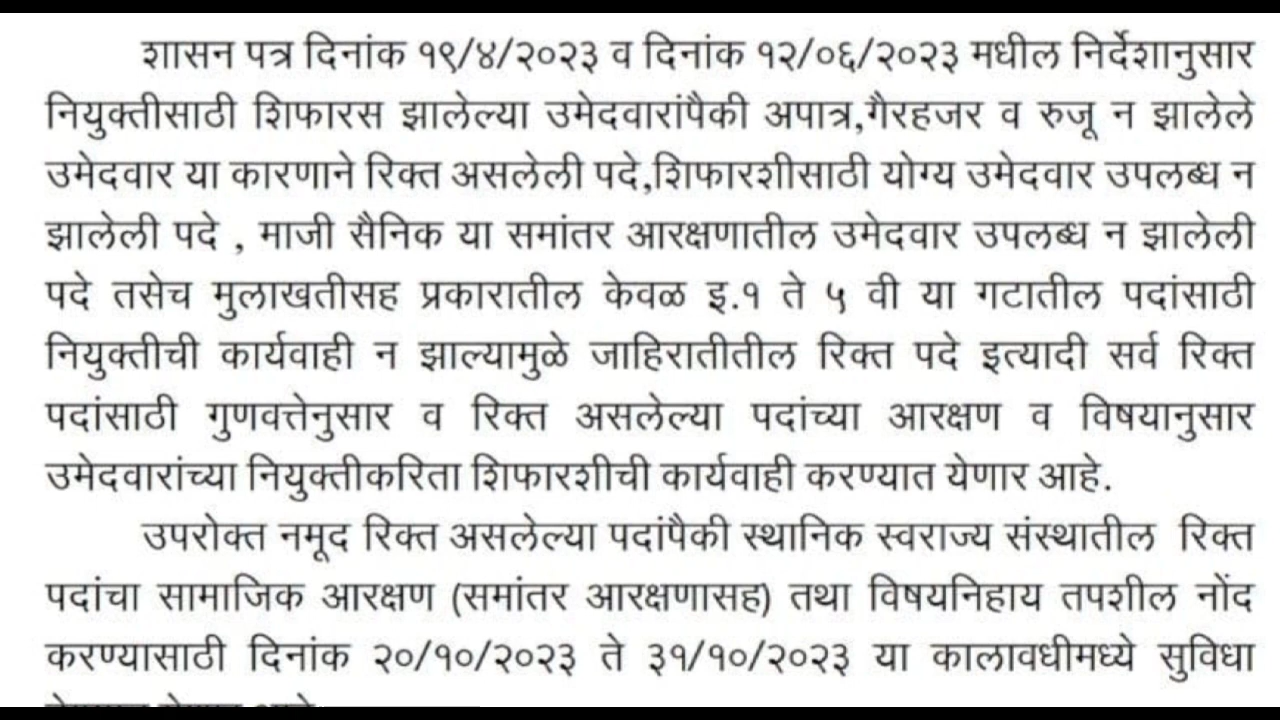 शासन पत्र दिनांक १९/४/२०२३ व दिनांक १२/०६/२०२३ मधील निर्देशानुसार
नियुक्तीसाठी शिफारस झालेल्या उमेदवारांपैकी अपात्र,गैरहजर व रुजू न झालेले
उमेदवार या कारणाने रिक्त असलेली पदे,शिफारशीसाठी योग्य उमेदवार उपलब्ध न
झालेली पदे , माजी सैनिक या समांतर आरक्षणातील उमेदवार उपलब्ध न झालेली
पदे तसेच मुलाखतीसह प्रकारातील केवळ इ.१ ते ५ वी या गटातील पदांसाठी
नियुक्तीची कार्यवाही न झाल्यामुळे जाहिरातीतील रिक्त पदे इत्यादी सर्व रिक्त
पदांसाठी गुणवत्तेनुसार व रिक्त असलेल्या पदांच्या आरक्षण व विषयानुसार
उमेदवारांच्या नियुक्तीकरिता शिफारशीची कार्यवाही करण्यात येणार आहे.
उपरोक्त नमूद रिक्त असलेल्या पदांपैकी स्थानिक स्वराज्य संस्थातील रिक्त
पदांचा सामाजिक आरक्षण (समांतर आरक्षणासह) तथा विषयनिहाय तपशील नोंद
करण्यासाठी दिनांक २०/१०/२०२३ ते ३१/१०/२०२३ या कालावधीमध्ये सुविधा